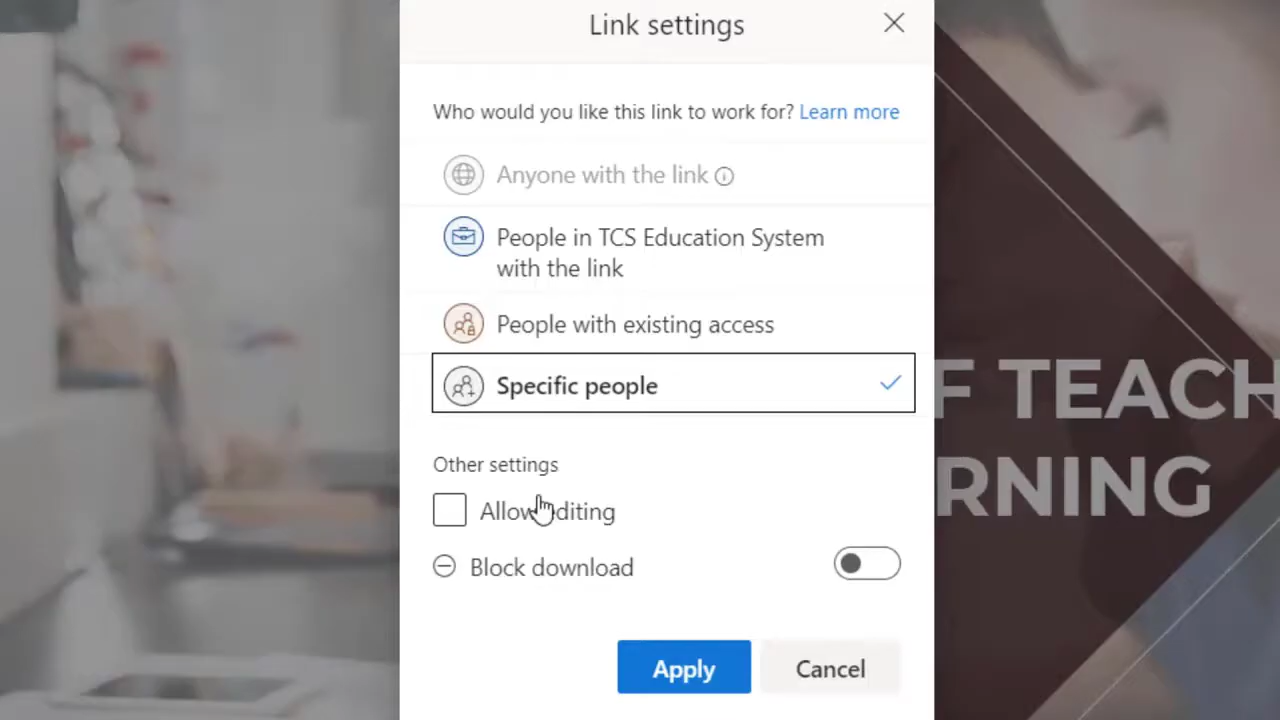 Link settings
Who would you like this link to work for? Learn more
Anyone with the link
People in TCS Education System
with the link
People with existing access
Specific people
Other settings
Allow editing
Block download
Apply
Cancel
F TEACH
RNING